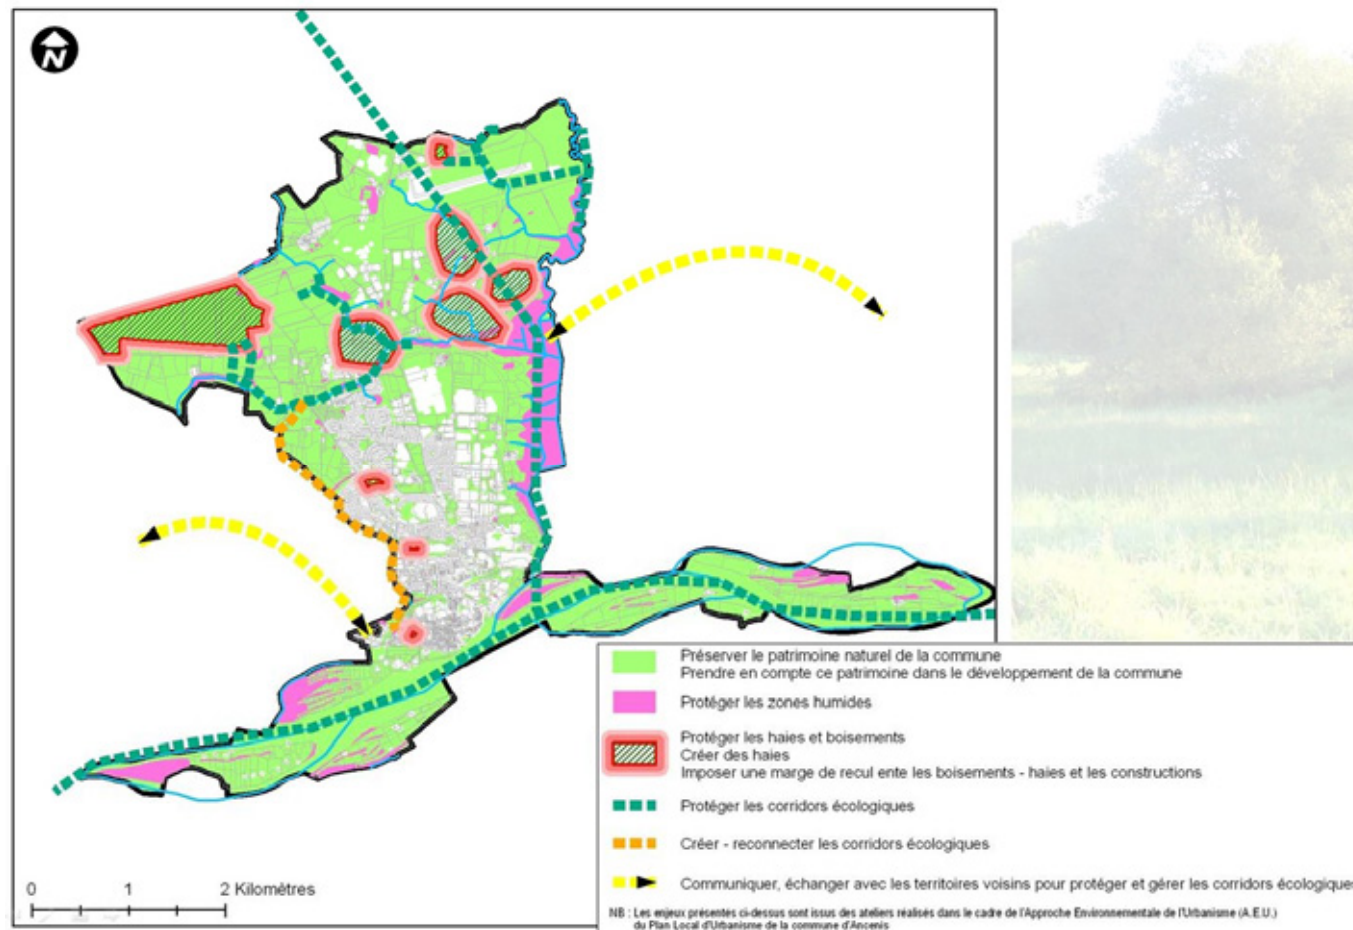 N
Préserver le patrimoine naturel de la commune
Prendre en compte ce patrimoine dans le développement de la commune
Protéger les zones humides
Protéger les haies et boisements
Créer des haies
Imposer une marge de recul ente les boisements - haies et les constructions
Protéger les corridors écologiques
Créer - reconnecter les corridors écologiques
Communiquer, échanger avec les territoires voisins pour protéger et gérer les corridors écologiques
0 1 2 Kilomètres
NB : Les enjeux présentés ci-dessus sont issus des ateliers réalisés dans le cadre de l'Approche Environnementale de l'Urbanisme (A.E.U.)
du Plan Local d'Urbanisme de la commune d'Ancenis